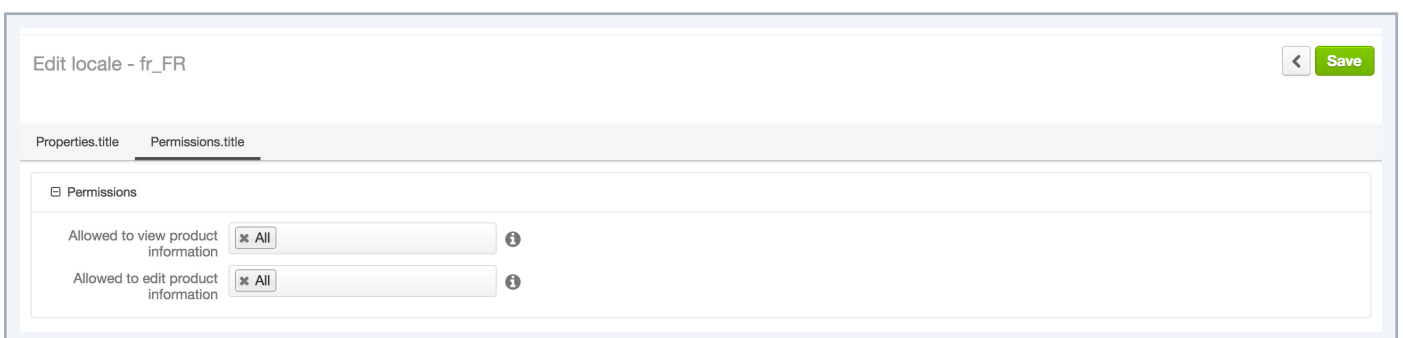 Edit locale - fr_FR
Save
Properties.title Permissions.title
Permissions
Allowed to view product
information
All
Allowed to edit product
information
All